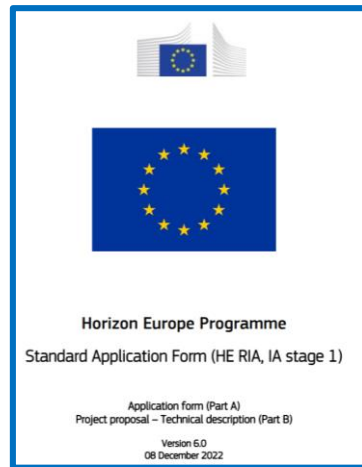 Horizon Europe Programme
Standard Application Form (HE RIA, IA stage 1)
Application form (Part A)
Project proposal – Technical description (Part B)
Version 6.0
08 December 2022